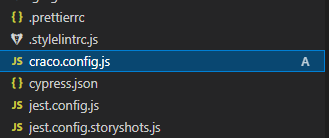 { } .prettierrc
.stylelintrc.js
JS craco.config.js A
{ } cypress.json
JS jest.config.js
JS jest.config.storyshots.js